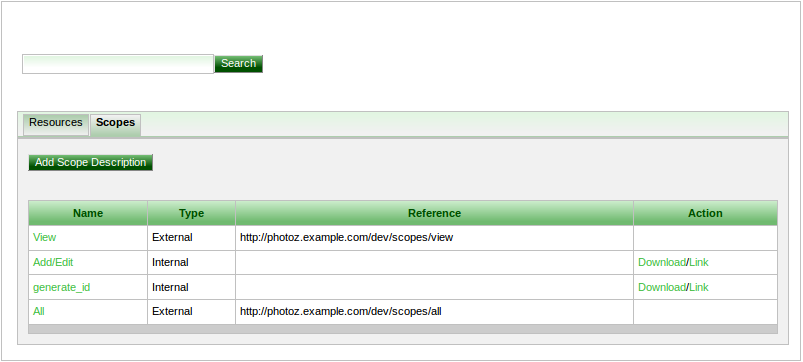 Search
Resources Scopes
Add Scope Description
Name Type Reference Action
View External http://photoz.example.com/dev/scopes/view
Add/Edit Internal Download/Link
generate_id Internal Download/Link
All External http://photoz.example.com/dev/scopes/all